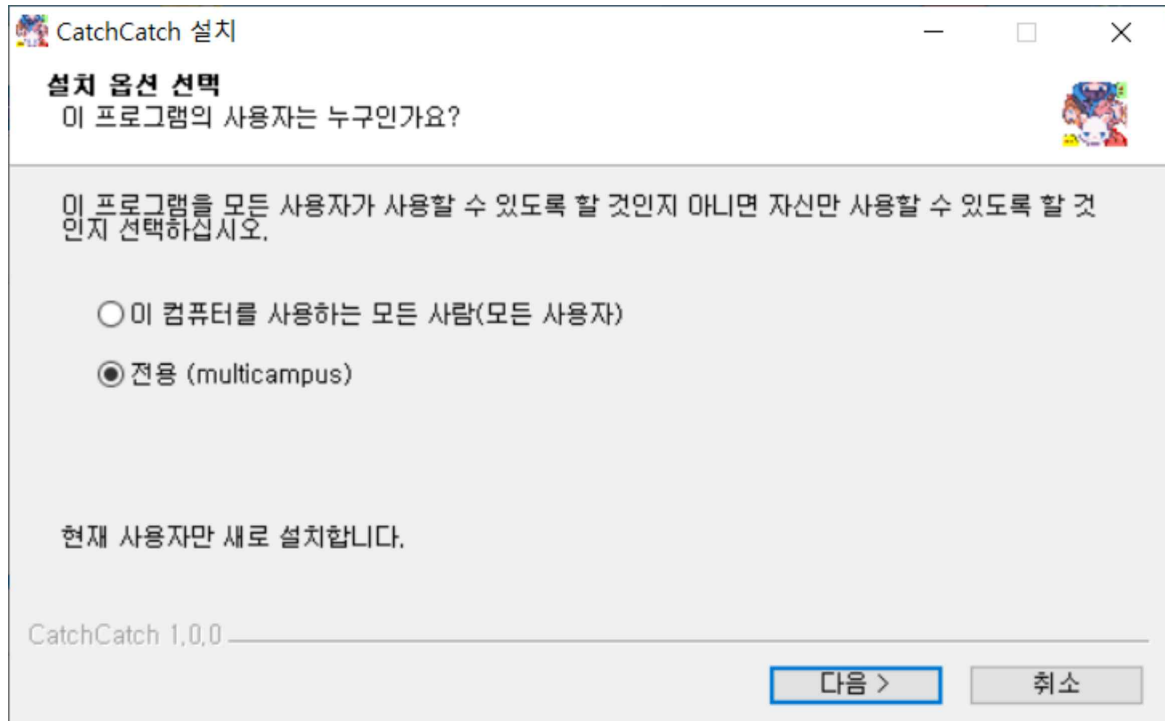 CatchCatch 설치
설치 옵션 선택
이 프로그램의 사용자는 누구인가요?
이 프로그램을 모든 사용자가 사용할 수 있도록 할 것인지 아니면 자신만 사용할 수 있도록 할 것
인지 선택하십시오.
이 컴퓨터를 사용하는 모든 사람(모든 사용자)
전용 (multicampus)
현재 사용자만 새로 설치합니다.
CatchCatch 1.0.0
다음 >
취소